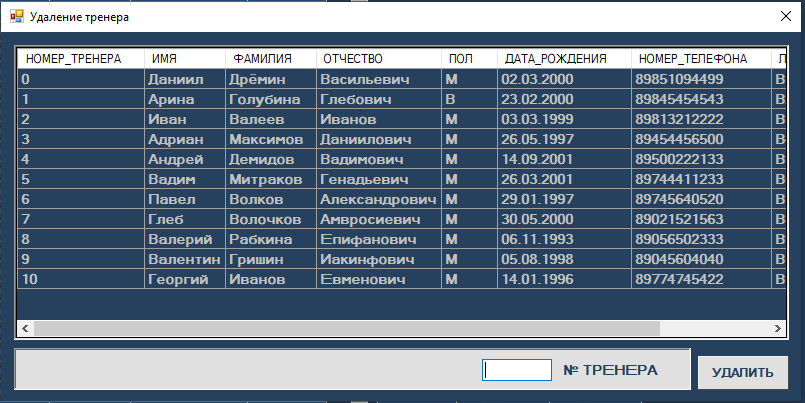 Удаление тренера
НОМЕР_ТРЕНЕРА ИМЯ ФАМИЛИЯ ОТЧЕСТВО ПОЛ ДАТА_РОЖДЕНИЯ НОМЕР_ТЕЛЕФОНА Л
0 Даниил Дрёмин Васильевич М 02.03.2000 89851094499 В
1 Арина Голубина Глебович В 23.02.2000 89845454543 В
2 Иван Валеев Иванов М 03.03.1999 89813212222 В
3 Адриан Максимов Даниилович М 26.05.1997 89454456500 В
4 Андрей Демидов Вадимович М 14.09.2001 89500222133 В
5 Вадим Митраков Генадьевич М 26.03.2001 89744411233 В
6 Павел Волков Александрович М 29.01.1997 89745640520 В
7 Глеб Волочков Амвросиевич М 30.05.2000 89021521563 В
8 Валерий Рабкина Епифанович М 06.11.1993 89056502333 В
9 Валентин Гришин Иакинфович М 05.08.1998 89045604040 В
10 Георгий Иванов Евменович М 14.01.1996 89774745422 В
№ ТРЕНЕРА УДАЛИТЬ